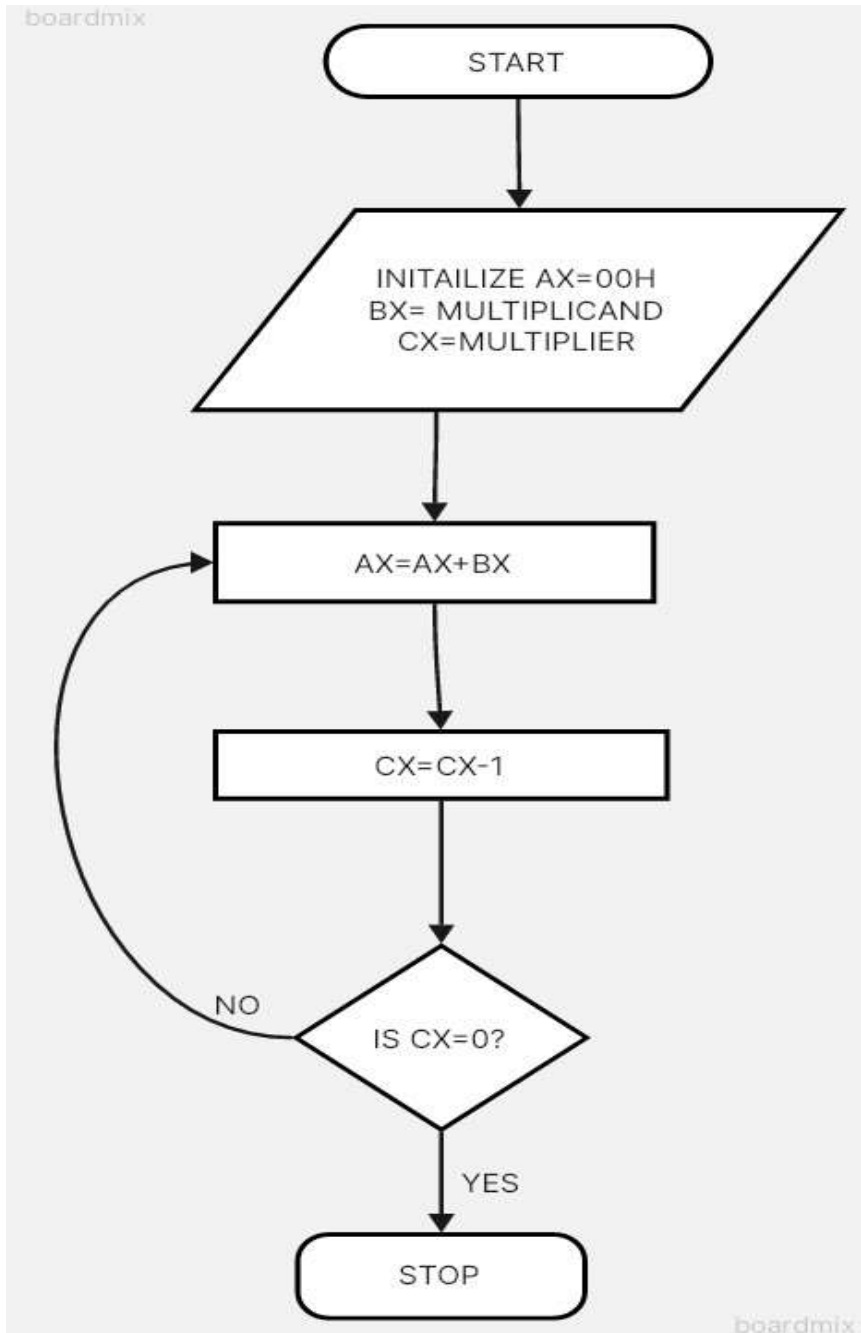 boardmix
START
INITAILIZE AX=00H
BX= MULTIPLICAND
CX=MULTIPLIER
AX=AX+BX
CX=CX-1
NO
IS CX=0?
YES
STOP
boardmix